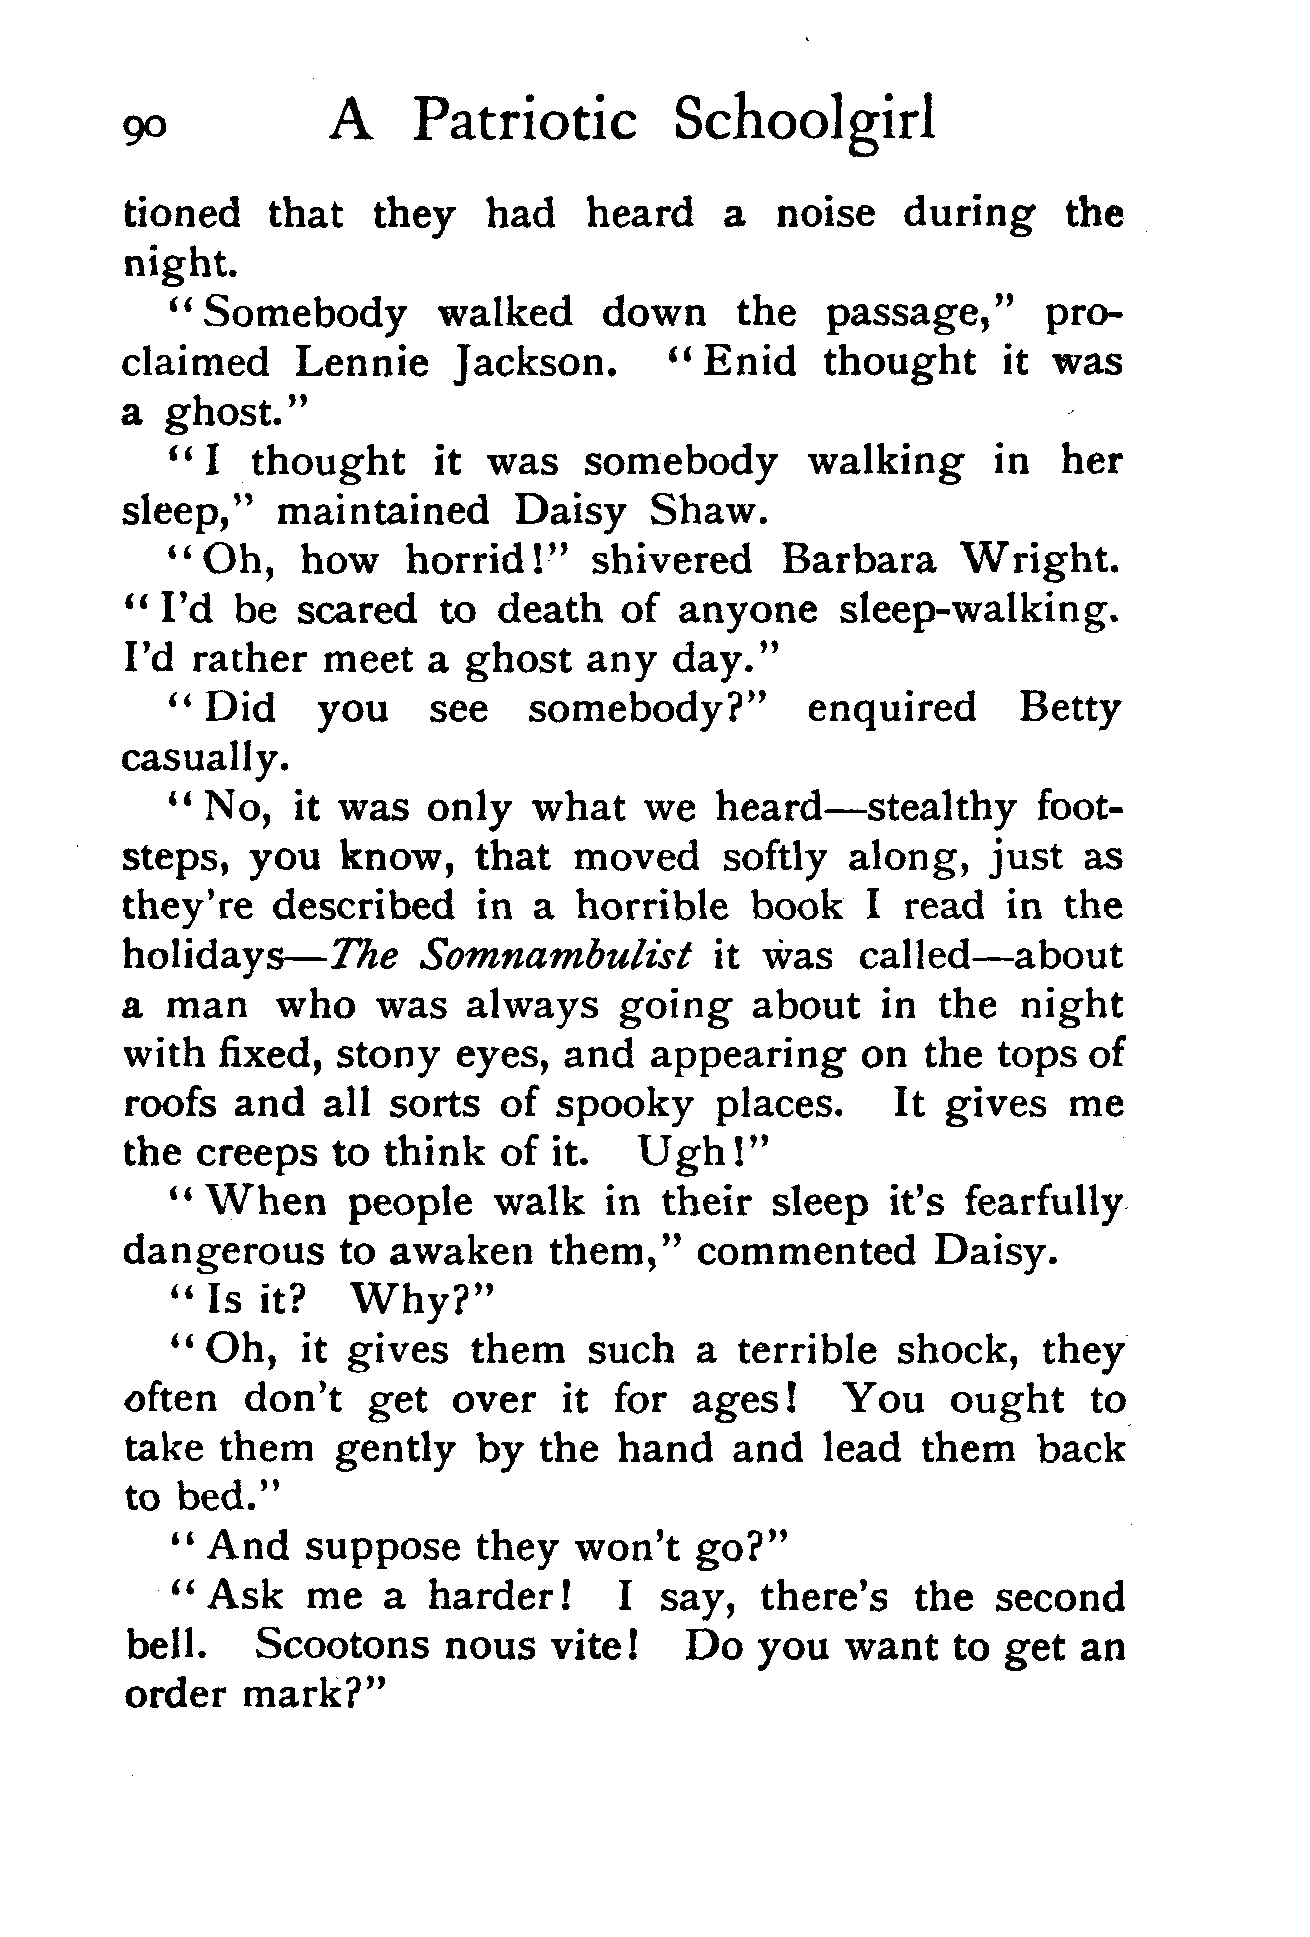 90 A Patriotic Schoolgirl
tioned that they had heard a noise during the
night.
"Somebody walked down the passage," pro-
claimed Lennie Jackson. "Enid thought it was
a ghost."
"I thought it was somebody walking in her
sleep," maintained Daisy Shaw.
"Oh, how horrid!" shivered Barbara Wright.
"I'd be scared to death of anyone sleep-walking.
I'd rather meet a ghost any day."
"Did you see somebody?" enquired Betty
casually.
"No, it was only what we heard—stealthy foot-
steps, you know, that moved softly along, just as
they're described in a horrible book I read in the
holidays—The Somnambulist it was called—about
a man who was always going about in the night
with fixed, stony eyes, and appearing on the tops of
roofs and all sorts of spooky places. It gives me
the creeps to think of it. Ugh!"
"When people walk in their sleep it's fearfully
dangerous to awaken them," commented Daisy.
"Is it? Why?"
"Oh, it gives them such a terrible shock, they
often don't get over it for ages! You ought to
take them gently by the hand and lead them back
to bed."
"And suppose they won't go?"
"Ask me a harder! I say, there's the second
bell. Scootons nous vite! Do you want to get an
order mark?"